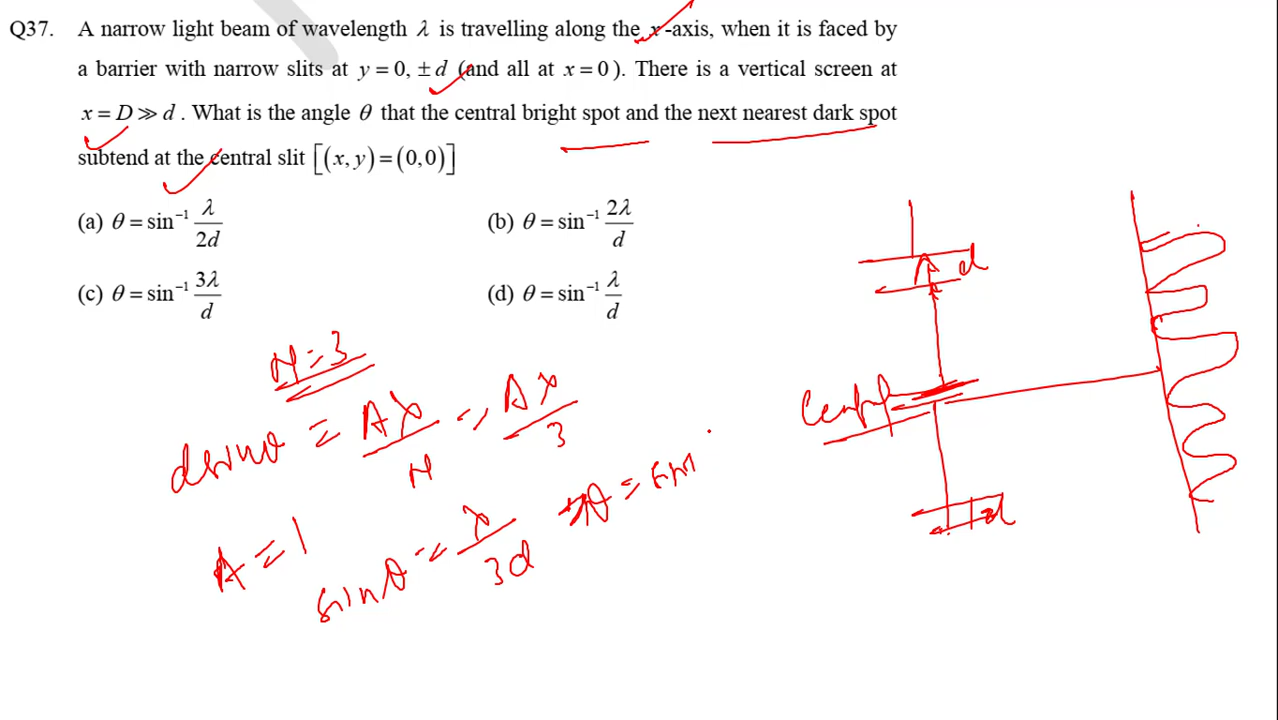 Q37. A narrow light beam of wavelength λ is travelling along the x-axis, when it is faced by
a barrier with narrow slits at y = 0, ±d (and all at x = 0). There is a vertical screen at
x = D ≫ d. What is the angle θ that the central bright spot and the next nearest dark spot
subtend at the central slit [(x, y) = (0,0)]
(a) θ = sin⁻¹ λ/2d (b) θ = sin⁻¹ 2λ/d
(c) θ = sin⁻¹ 3λ/d (d) θ = sin⁻¹ λ/d
d
N = 3
d sinθ = Aλ/N = Aλ/3
A = 1
sinθ = λ/3d